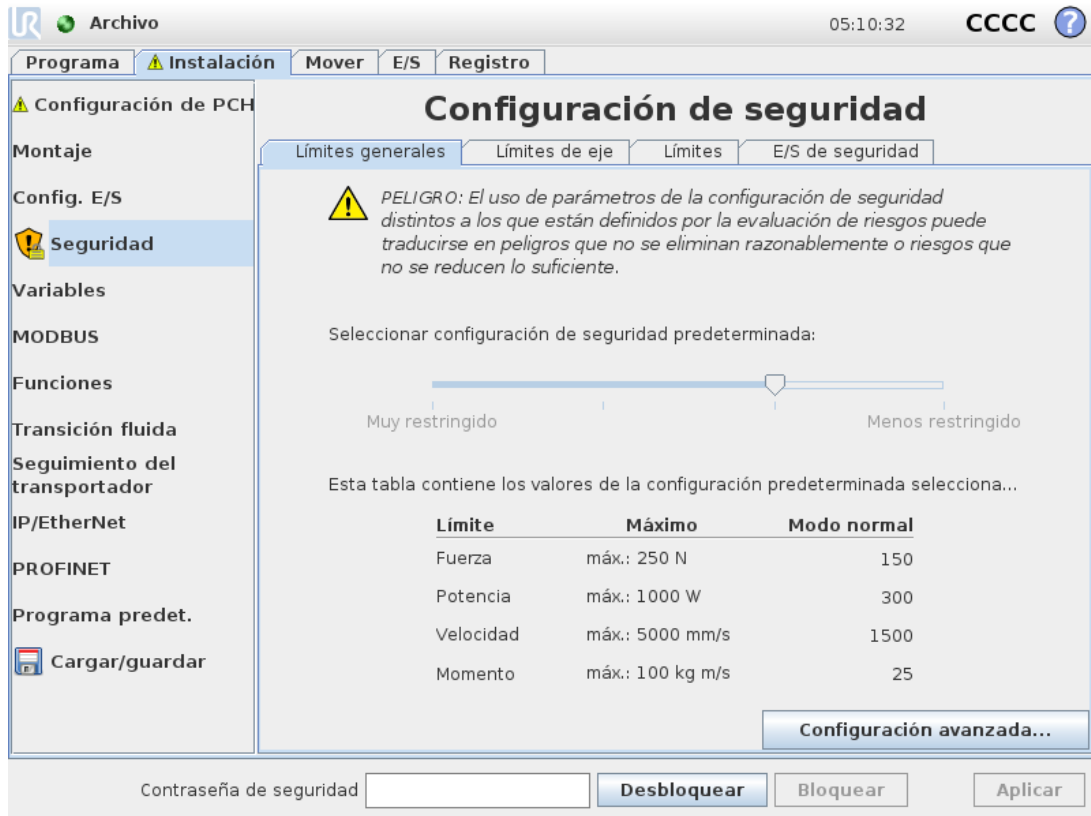 UR Archivo 05:10:32 CCCC ?
Programa Instalación Mover E/S Registro
Configuración de PCH
Montaje
Config. E/S
Seguridad
Variables
MODBUS
Funciones
Transición fluida
Seguimiento del
transportador
IP/EtherNet
PROFINET
Programa predet.
Cargar/guardar
Configuración de seguridad
Límites generales Límites de eje Límites E/S de seguridad
PELIGRO: El uso de parámetros de la configuración de seguridad
distintos a los que están definidos por la evaluación de riesgos puede
traducirse en peligros que no se eliminan razonablemente o riesgos que
no se reducen lo suficiente.
Seleccionar configuración de seguridad predeterminada:
Muy restringido Menos restringido
Esta tabla contiene los valores de la configuración predeterminada selecciona...
Límite Máximo Modo normal
Fuerza máx.: 250 N 150
Potencia máx.: 1000 W 300
Velocidad máx.: 5000 mm/s 1500
Momento máx.: 100 kg m/s 25
Configuración avanzada...
Contraseña de seguridad Desbloquear Bloquear Aplicar